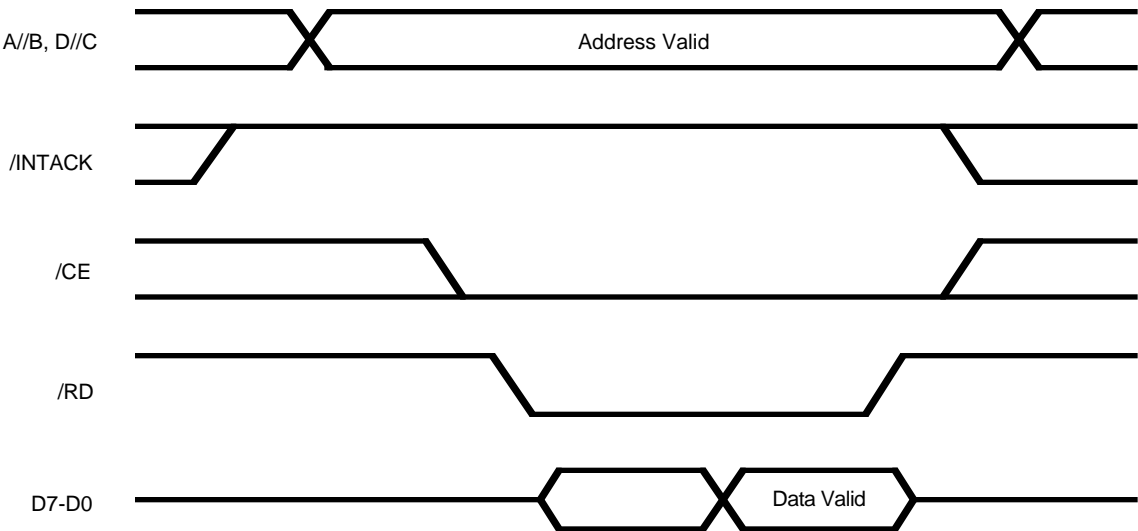 A//B, D//C
Address Valid
/INTACK
/CE
/RD
D7-D0
Data Valid